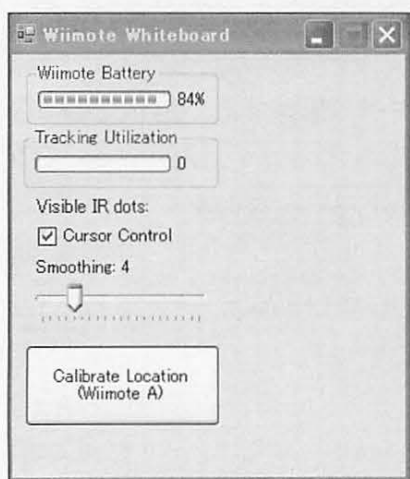 Wiimote Whiteboard
Wiimote Battery
84%
Tracking Utilization
0
Visible IR dots:
Cursor Control
Smoothing: 4
Calibrate Location
(Wiimote A)